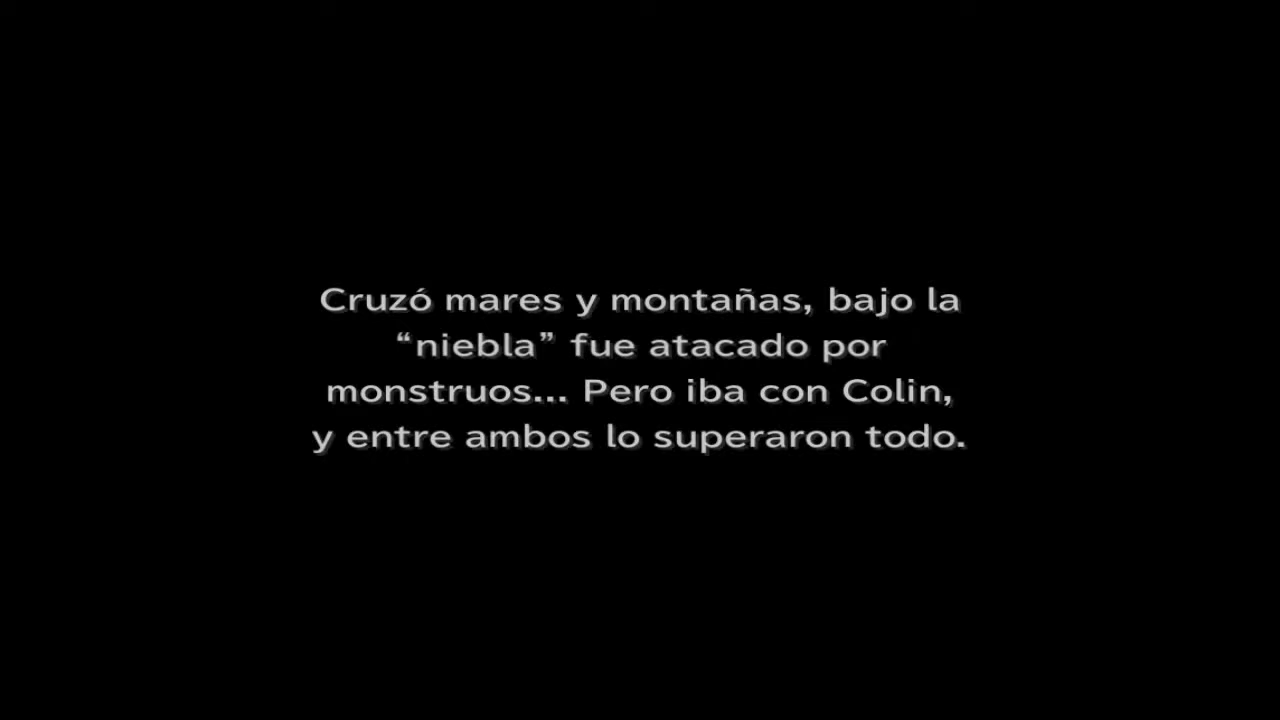 Cruzó mares y montañas, bajo la
“niebla” fue atacado por
monstruos... Pero iba con Colin,
y entre ambos lo superaron todo.